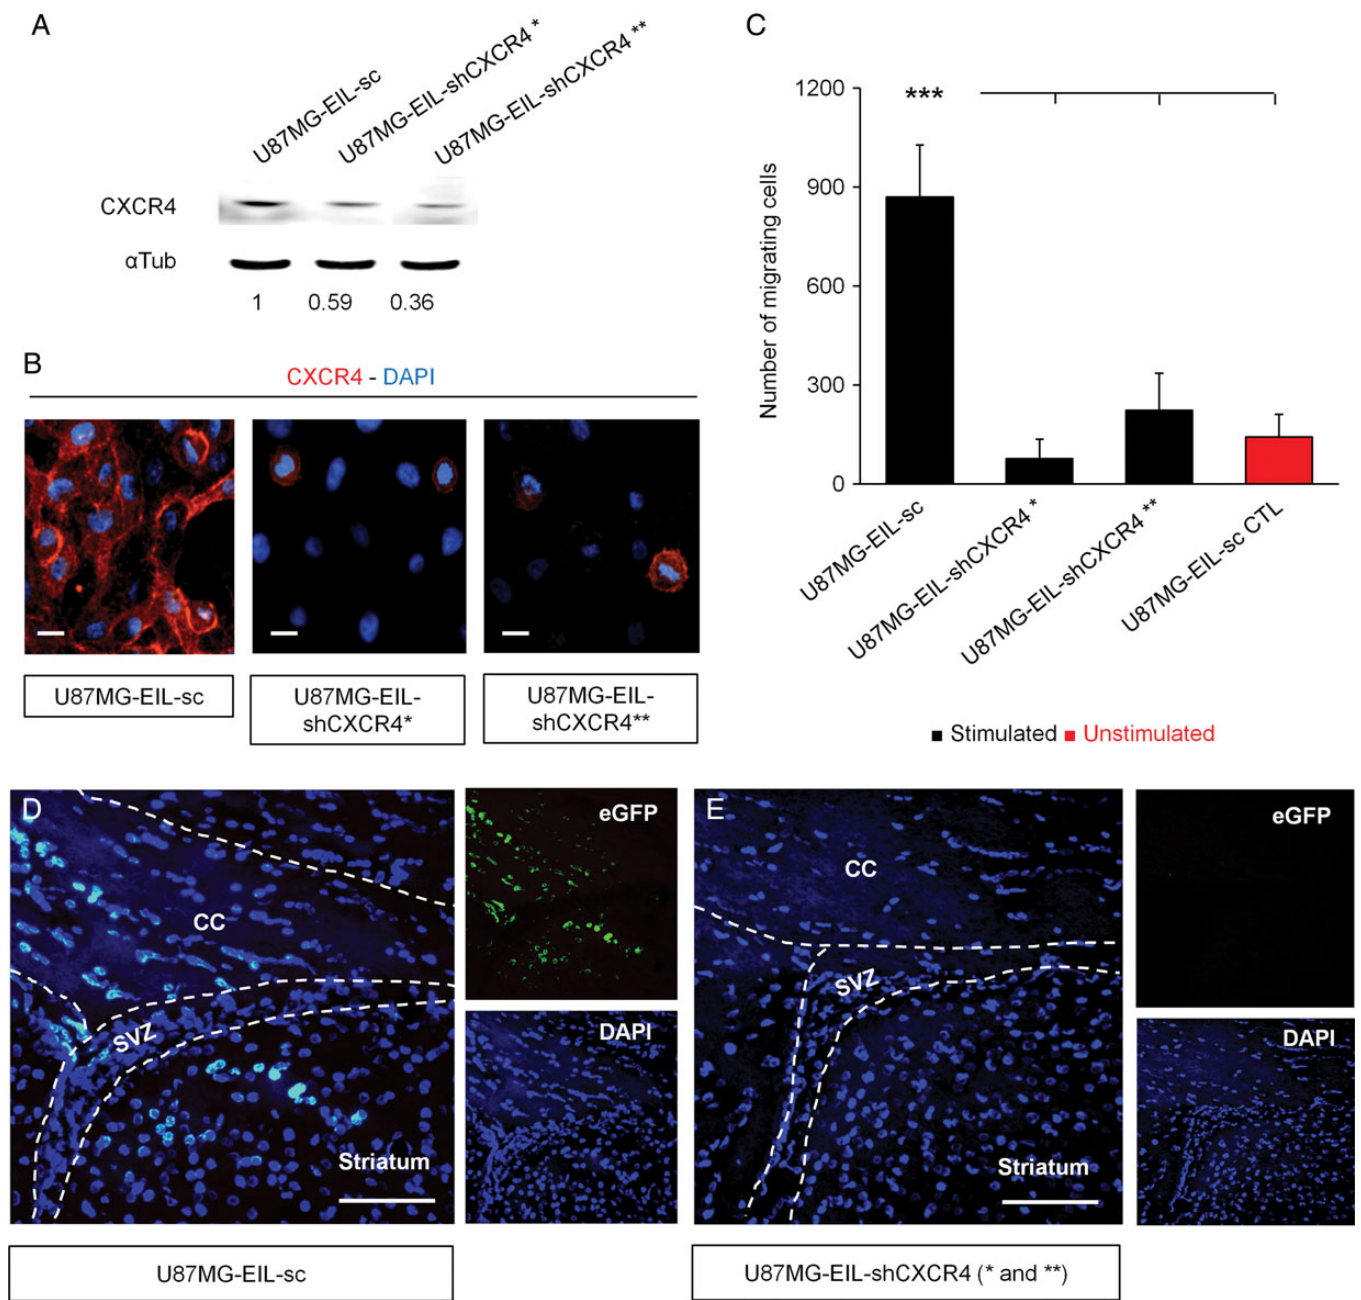 A
U87MG-EIL-sc
U87MG-EIL-shCXCR4 *
U87MG-EIL-shCXCR4 **
CXCR4
αTub
1 0.59 0.36
B
CXCR4 - DAPI
U87MG-EIL-sc
U87MG-EIL-
shCXCR4*
U87MG-EIL-
shCXCR4**
C
Number of migrating cells
1200
900
600
300
0
***
U87MG-EIL-sc
U87MG-EIL-shCXCR4 *
U87MG-EIL-shCXCR4 **
U87MG-EIL-sc CTL
Stimulated Unstimulated
D
CC
SVZ
Striatum
eGFP
DAPI
U87MG-EIL-sc
E
CC
SVZ
Striatum
eGFP
DAPI
U87MG-EIL-shCXCR4 (* and **)